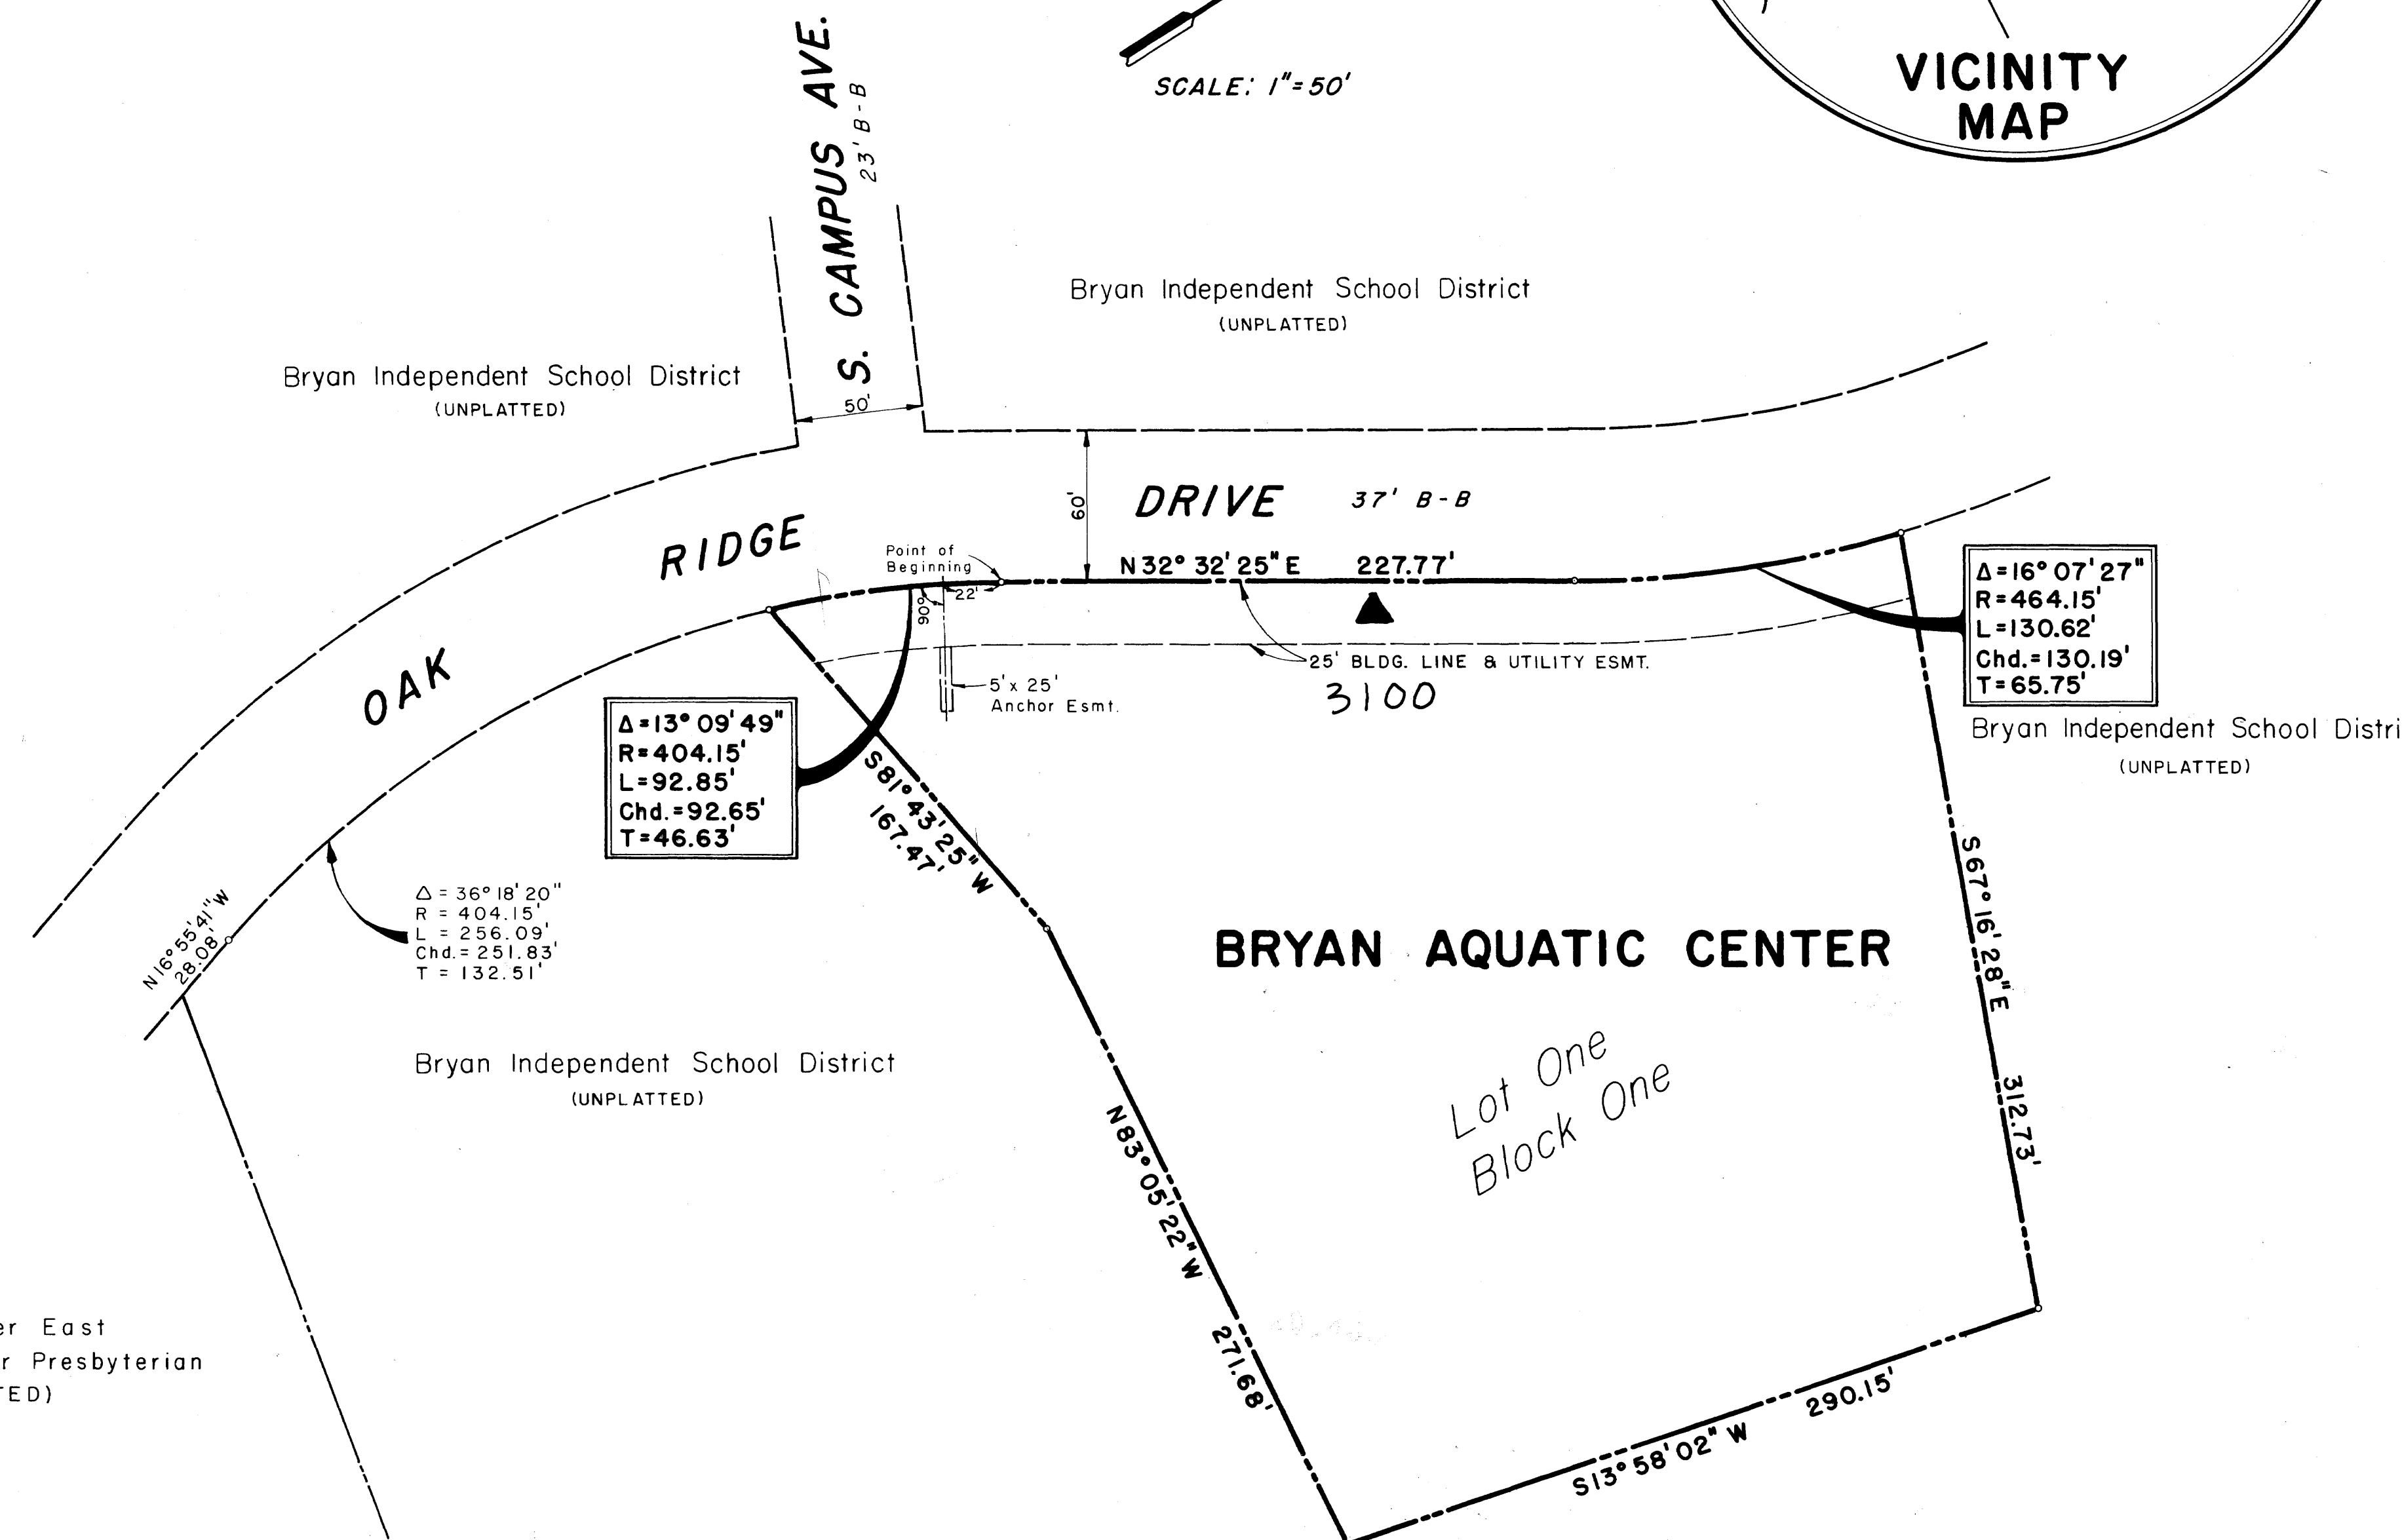 S. CAMPUS AVE.
23' B-B
SCALE: 1"=50'
VICINITY
MAP
Bryan Independent School District
(UNPLATTED)
Bryan Independent School District
(UNPLATTED)
50'
60'
DRIVE 37' B-B
RIDGE
OAK
Point of
Beginning
N32° 32' 25" E 227.77'
22'
90°
Δ=16° 07' 27"
R=464.15'
L=130.62'
Chd.=130.19'
T=65.75'
25' BLDG. LINE & UTILITY ESMT.
3100
5' x 25'
Anchor Esmt.
Δ=13° 09' 49"
R=404.15'
L=92.85'
Chd.=92.65'
T=46.63'
Bryan Independent School Distri
(UNPLATTED)
S81° 43' 25" W
167.47'
N16° 55' 41" W
28.08'
Δ = 36° 18' 20"
R = 404.15'
L = 256.09'
Chd. = 251.83'
T = 132.51'
S67° 16' 28" E 312.73'
BRYAN AQUATIC CENTER
Lot One
Block One
Bryan Independent School District
(UNPLATTED)
N83° 05' 22" W 271.68'
er East
r Presbyterian
TED)
S13° 58' 02" W 290.15'